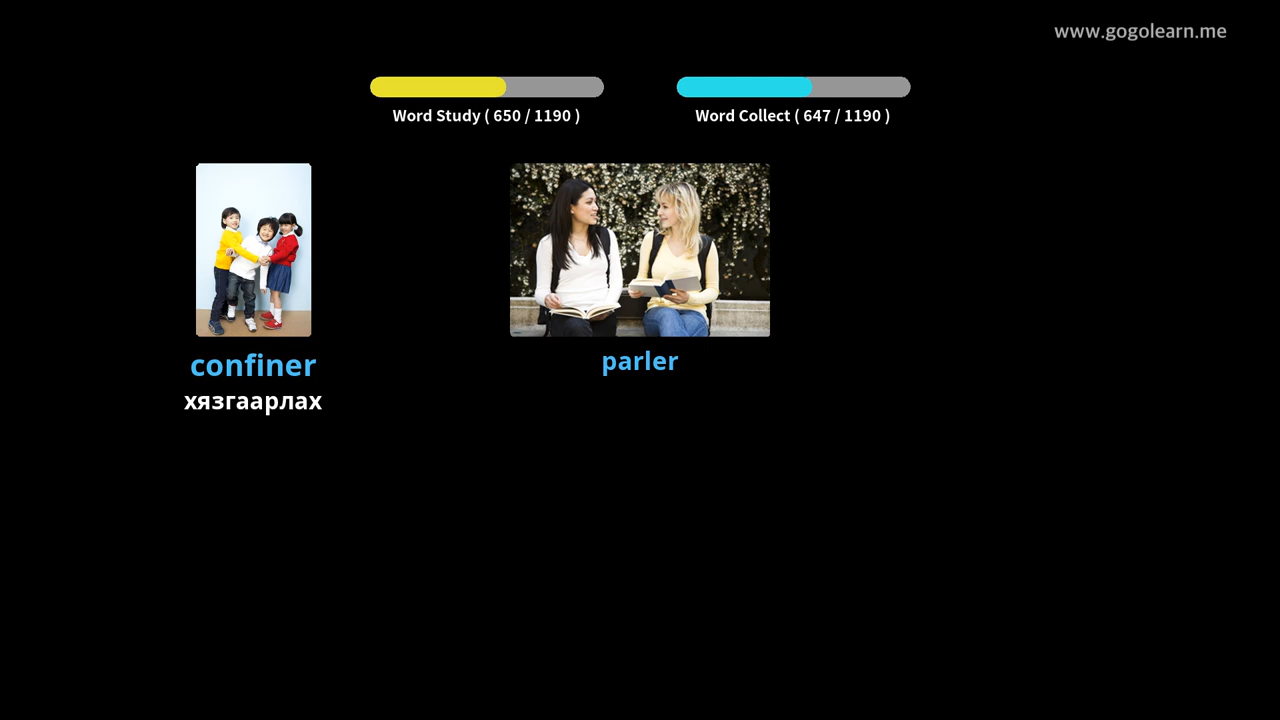 www.gogolearn.me
Word Study ( 650 / 1190 )
Word Collect ( 647 / 1190 )
confiner
хязгаарлах
parler